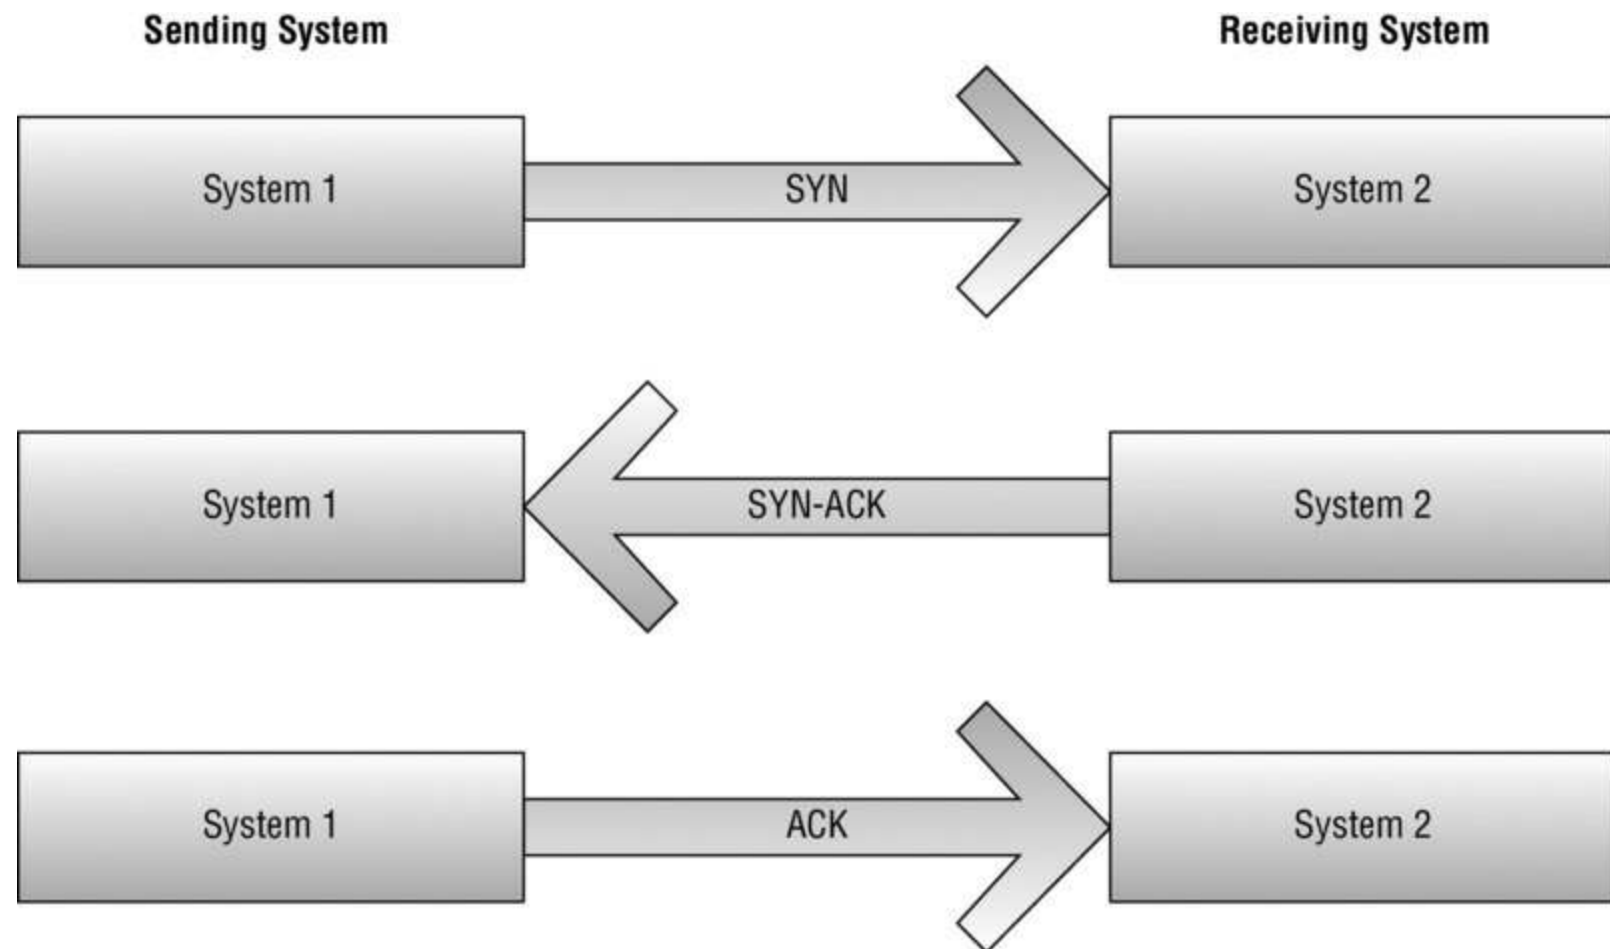 Sending System
Receiving System
System 1
SYN
System 2
System 1
SYN-ACK
System 2
System 1
ACK
System 2